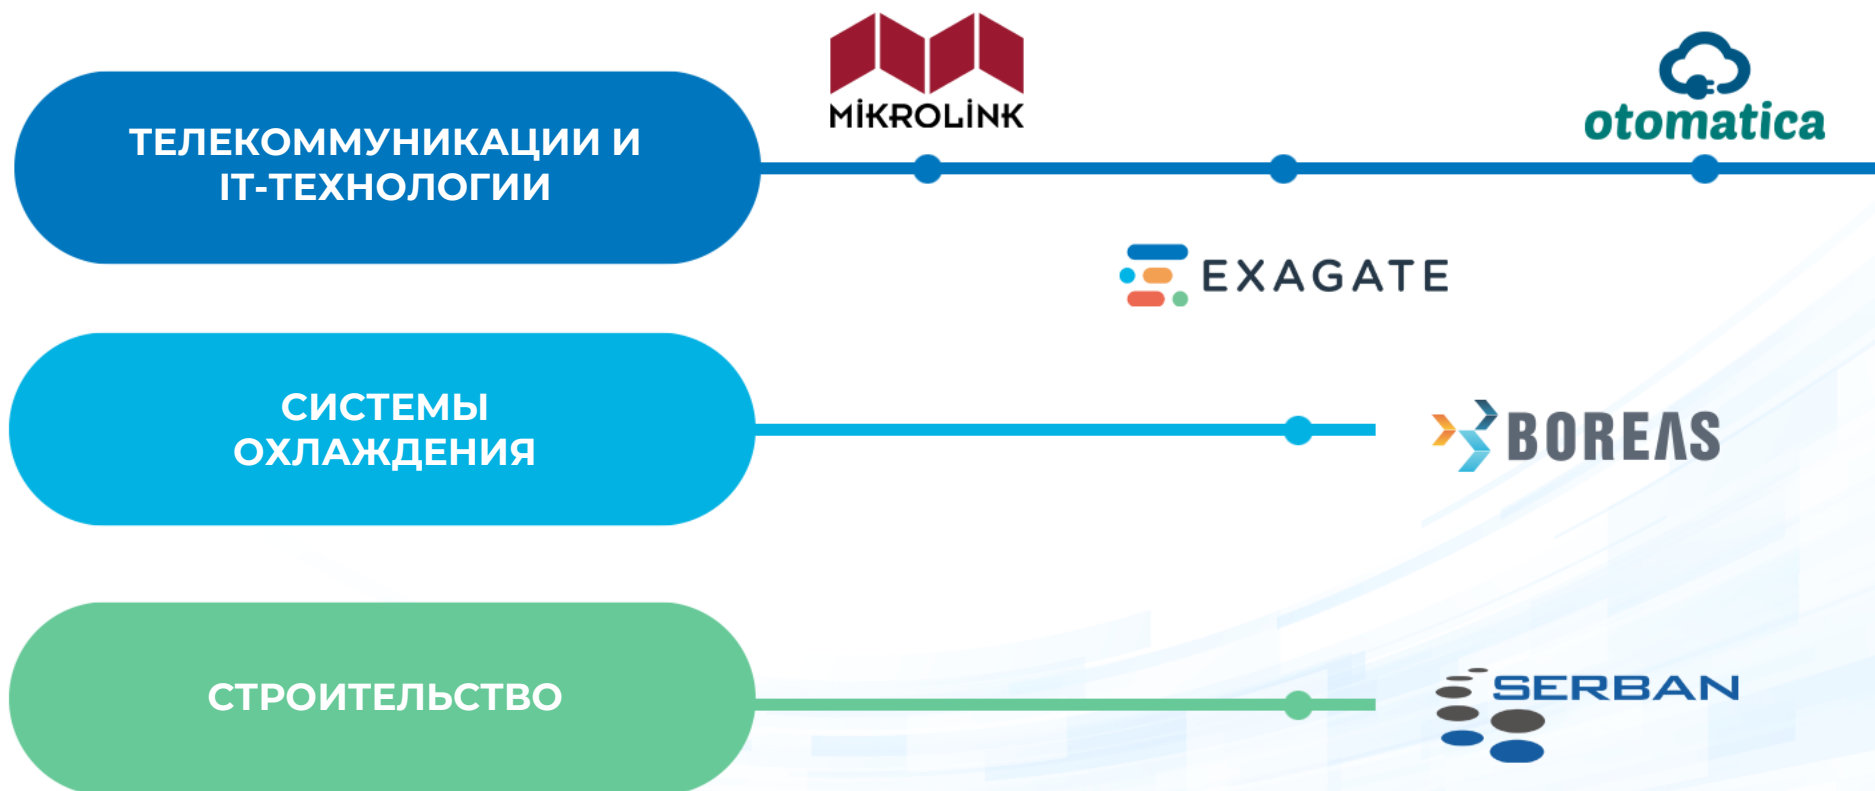 MİKROLİNK
otomatica
ТЕЛЕКОММУНИКАЦИИ И
IT-ТЕХНОЛОГИИ
EXAGATE
СИСТЕМЫ
ОХЛАЖДЕНИЯ
BOREAS
СТРОИТЕЛЬСТВО
SERBAN